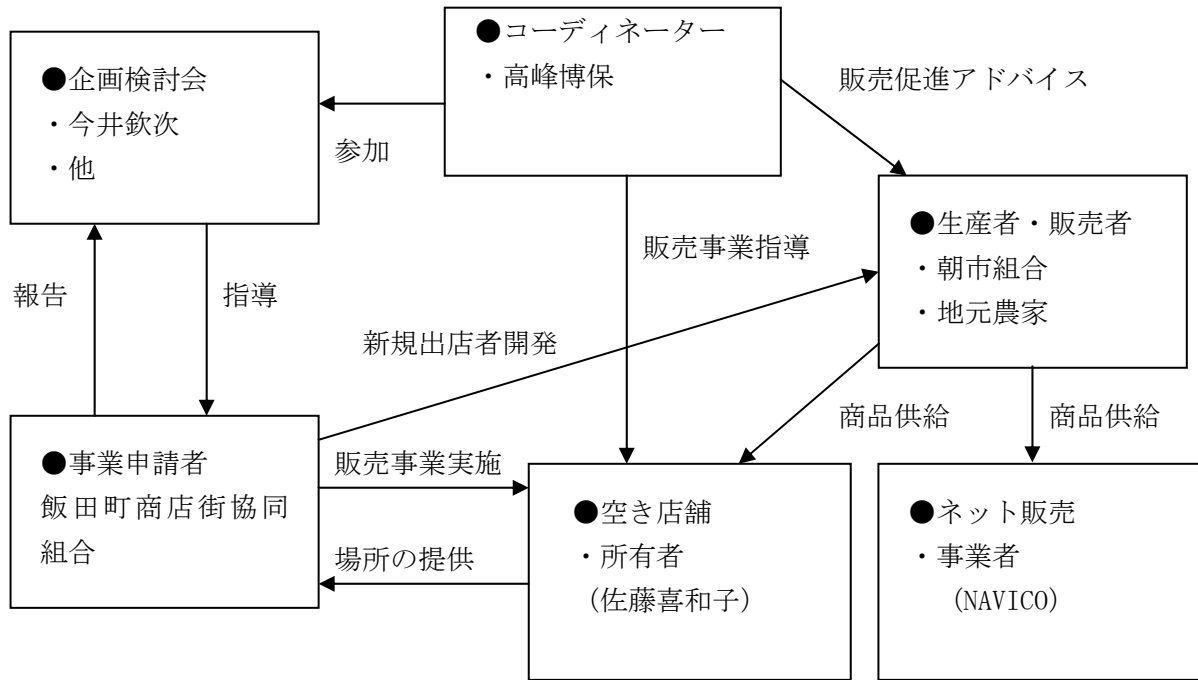 ●コーディネーター
・高峰博保
●企画検討会
・今井欽次
・他
参加
販売促進アドバイス
●生産者・販売者
・朝市組合
・地元農家
販売事業指導
報告
指導
新規出店者開発
商品供給
商品供給
●事業申請者
飯田町商店街協同
組合
販売事業実施
場所の提供
●空き店舗
・所有者
(佐藤喜和子)
●ネット販売
・事業者
(NAVICO)